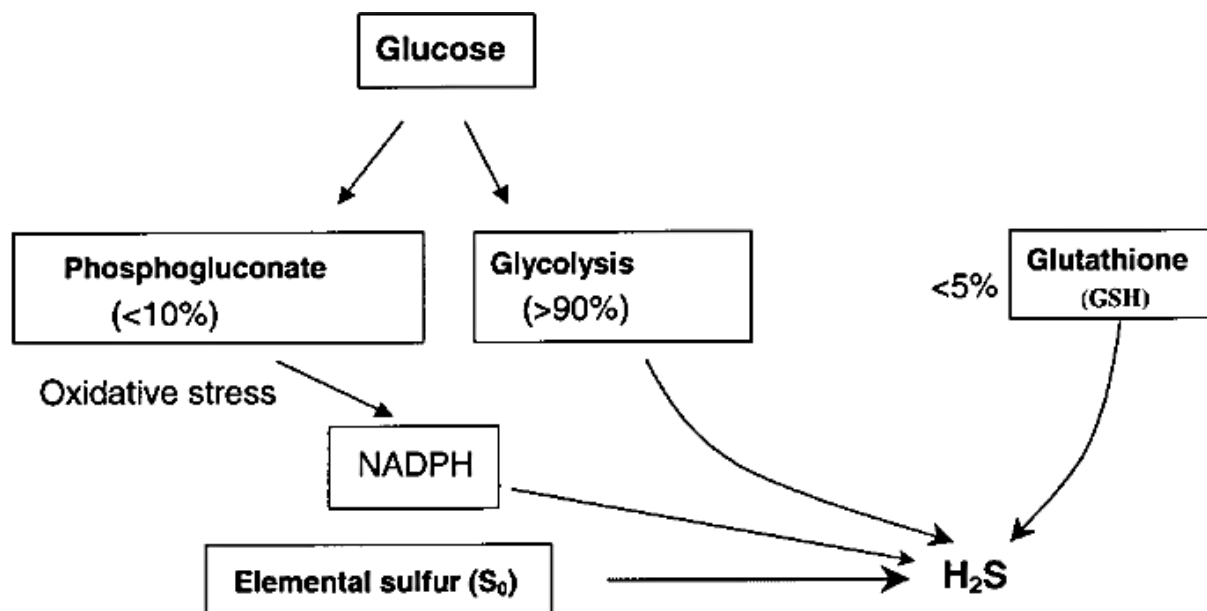 Glucose
Phosphogluconate
(<10%)
Glycolysis
(>90%)
<5%
Glutathione
(GSH)
Oxidative stress
NADPH
Elemental sulfur (S₀)
H₂S